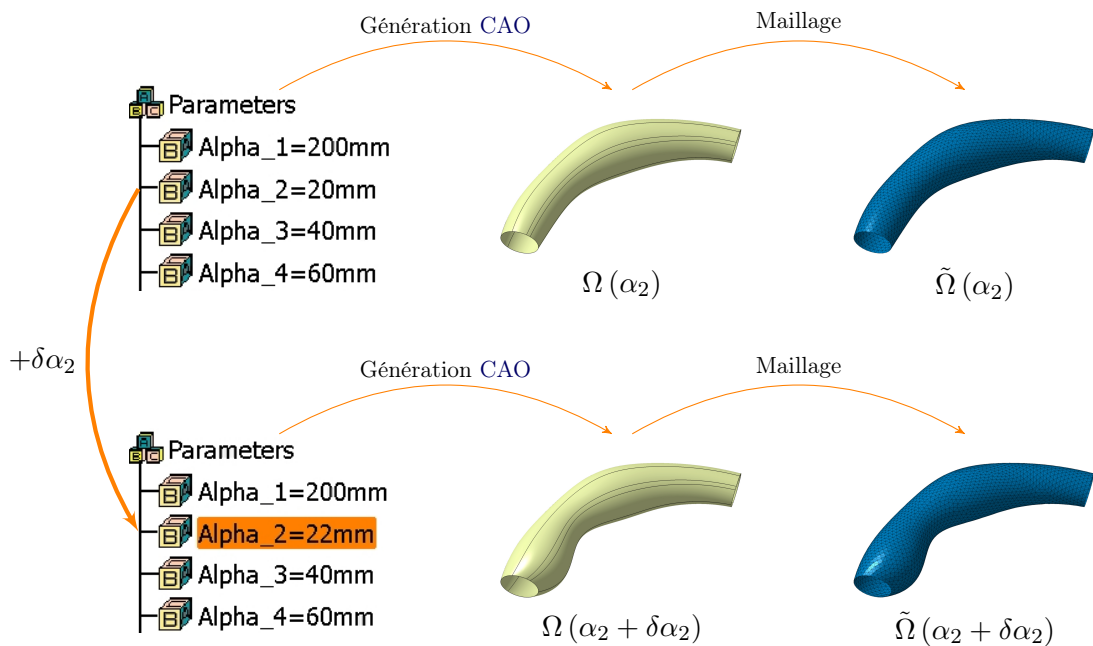 Génération CAO
Maillage
Parameters
Alpha_1=200mm
Alpha_2=20mm
Alpha_3=40mm
Alpha_4=60mm
Ω (α₂)
Ω̃ (α₂)
+δα₂
Génération CAO
Maillage
Parameters
Alpha_1=200mm
Alpha_2=22mm
Alpha_3=40mm
Alpha_4=60mm
Ω (α₂ + δα₂)
Ω̃ (α₂ + δα₂)